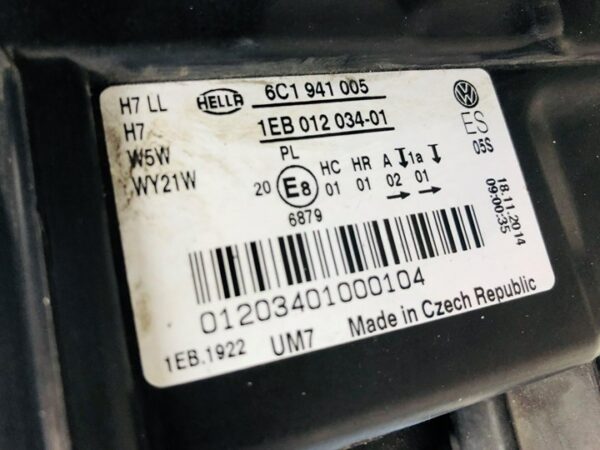 H7 LL HELLA 6C1 941 005
H7 1EB 012 034-01 ES
W5W PL 05S
WY21W HC HR A 1a
20 E8 01 01 02 01
6879
18.11.2014
09:00:35
01203401000104
1EB.1922 UM7 Made in Czech Republic